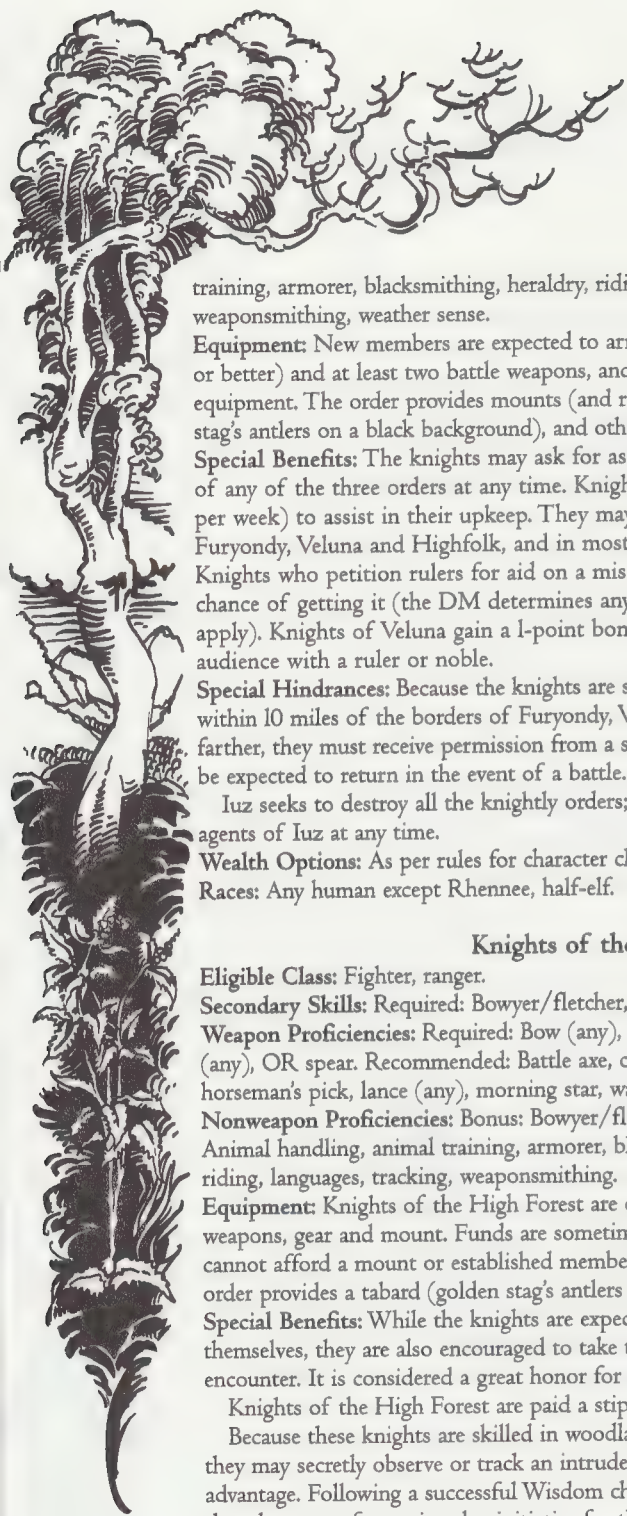 training, armorer, blacksmithing, heraldry, ridi
weaponsmithing, weather sense.
Equipment: New members are expected to ar
or better) and at least two battle weapons, and
equipment. The order provides mounts (and r
stag's antlers on a black background), and oth
Special Benefits: The knights may ask for as
of any of the three orders at any time. Knigh
per week) to assist in their upkeep. They may
Furyondy, Veluna and Highfolk, and in most
Knights who petition rulers for aid on a mis
chance of getting it (the DM determines any
apply). Knights of Veluna gain a l-point bon
audience with a ruler or noble.
Special Hindrances: Because the knights are s
within 10 miles of the borders of Furyondy, V
farther, they must receive permission from a s
be expected to return in the event of a battle.
Iuz seeks to destroy all the knightly orders;
agents of Iuz at any time.
Wealth Options: As per rules for character cl
Races: Any human except Rhennee, half-elf.
Knights of the
Eligible Class: Fighter, ranger.
Secondary Skills: Required: Bowyer/fletcher,
Weapon Proficiencies: Required: Bow (any),
(any), OR spear. Recommended: Battle axe, c
horseman's pick, lance (any), morning star, wa
Nonweapon Proficiencies: Bonus: Bowyer/fl
Animal handling, animal training, armorer, bl
riding, languages, tracking, weaponsmithing.
Equipment: Knights of the High Forest are
weapons, gear and mount. Funds are sometim
cannot afford a mount or established membe
order provides a tabard (golden stag's antlers
Special Benefits: While the knights are expec
themselves, they are also encouraged to take t
encounter. It is considered a great honor for
Knights of the High Forest are paid a stip
Because these knights are skilled in woodla
they may secretly observe or track an intrude
advantage. Following a successful Wisdom ch